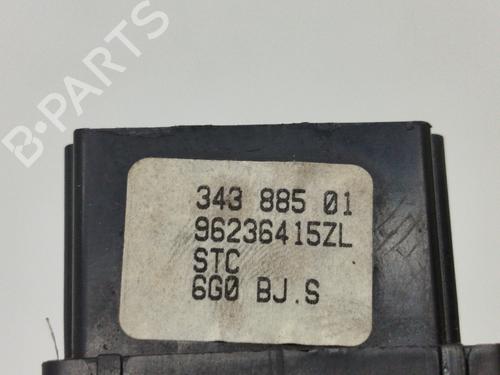 B-PARTS
343 885 01
96236415ZL
STC
6G0 BJ.S